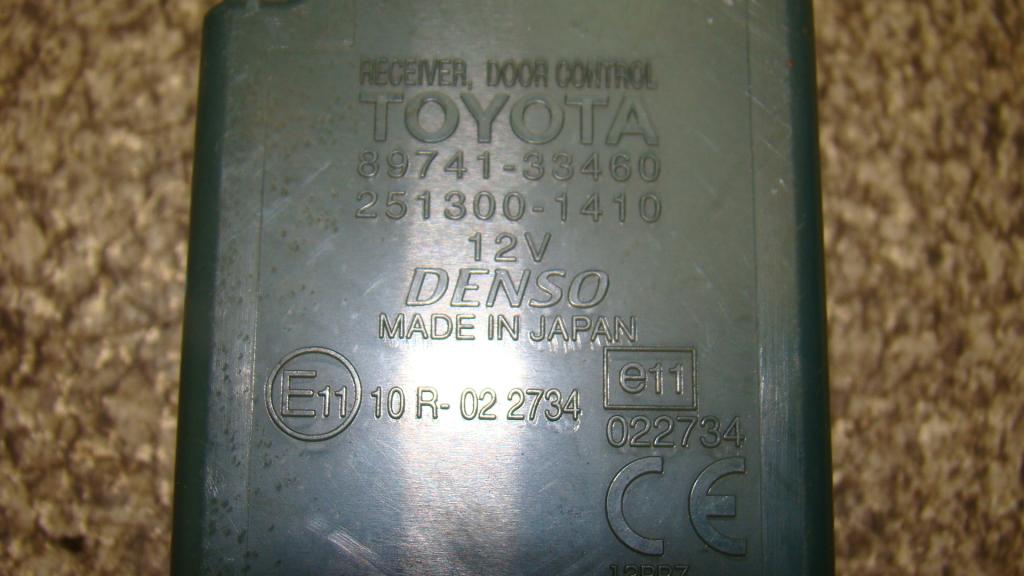 RECEIVER, DOOR CONTROL
TOYOTA
89741-33460
251300-1410
12V
DENSO
MADE IN JAPAN
E11 10 R- 02 2734
e11
022734
CE